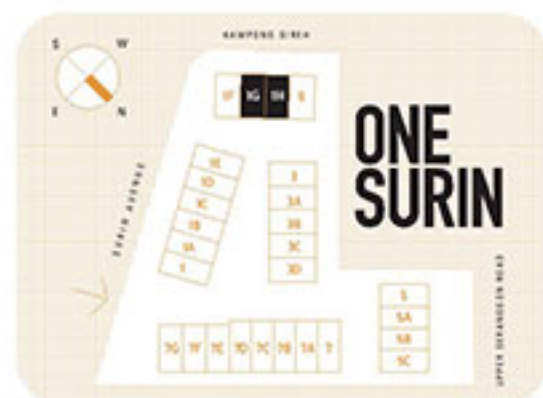 S W
KAMPONG SIREH
E N
1F 1G 1H
ONE
SURIN
SURIN AVENUE
1E
1D
1C
1B
1A
1
3
3A
3B
3C
3D
UPPER SERANGOON ROAD
5
5A
5B
5C
7G 7F 7E 7D 7C 7B 7A 7